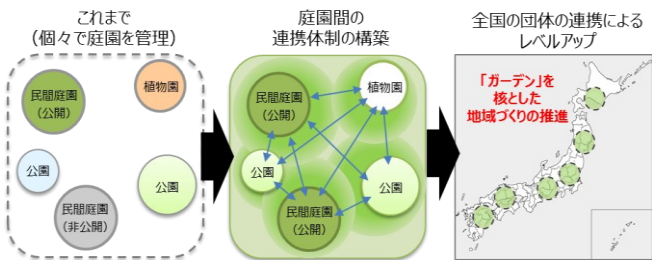 これまで
(個々で庭園を管理)
民間庭園
(公開)
植物園
公園
公園
民間庭園
(非公開)
庭園間の
連携体制の構築
民間庭園
(公開)
植物園
公園
公園
民間庭園
(公開)
全国の団体の連携による
レベルアップ
「ガーデン」を
核とした
地域づくりの推進